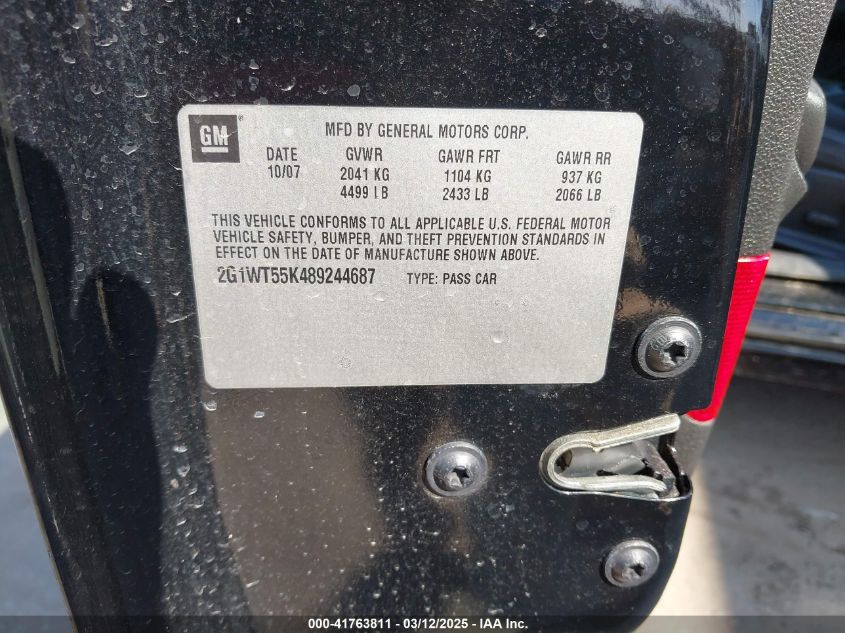 GM
MFD BY GENERAL MOTORS CORP.
DATE GVWR GAWR FRT GAWR RR
10/07 2041 KG 1104 KG 937 KG
4499 LB 2433 LB 2066 LB
THIS VEHICLE CONFORMS TO ALL APPLICABLE U.S. FEDERAL MOTOR
VEHICLE SAFETY, BUMPER, AND THEFT PREVENTION STANDARDS IN
EFFECT ON THE DATE OF MANUFACTURE SHOWN ABOVE.
2G1WT55K489244687 TYPE: PASS CAR
000-41763811 - 03/12/2025 - IAA Inc.